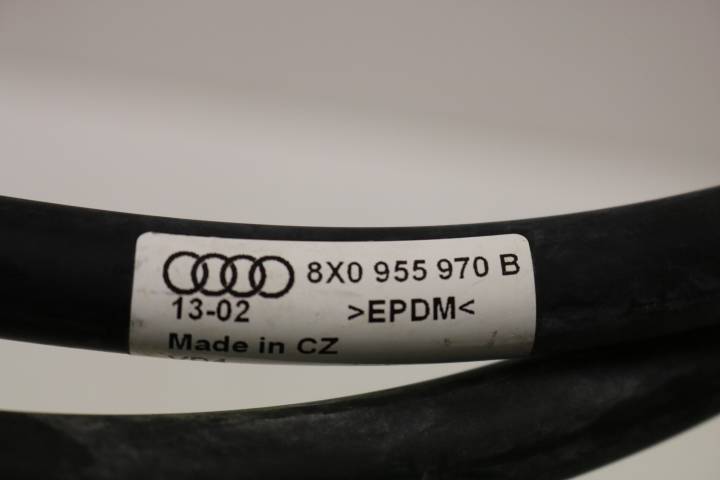 8X0 955 970 B
13-02 >EPDM<
Made in CZ